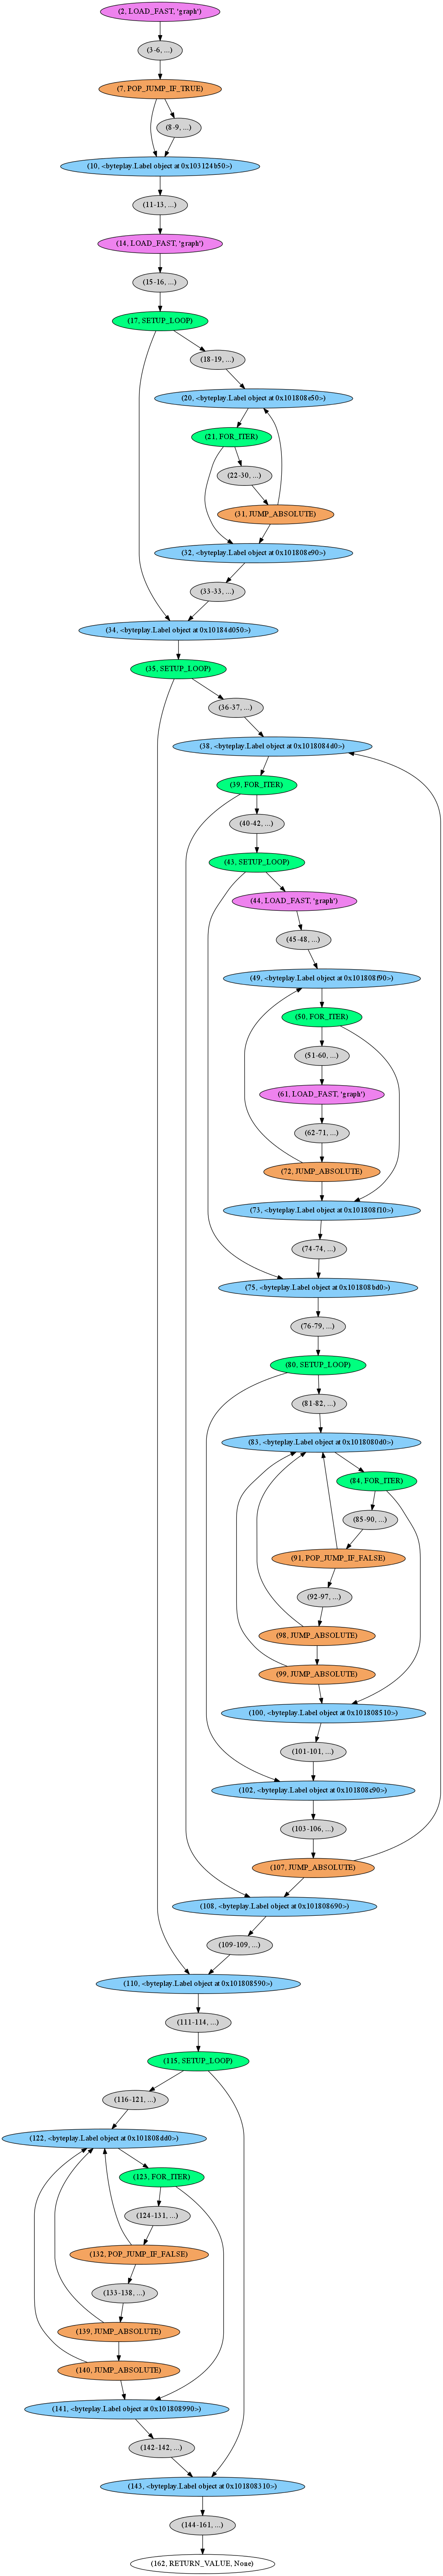 (2, LOAD_FAST, 'graph')
(3-6, ...)
(7, POP_JUMP_IF_TRUE)
(8-9, ...)
(10, <byteplay.Label object at 0x103124b50>)
(11-13, ...)
(14, LOAD_FAST, 'graph')
(15-16, ...)
(17, SETUP_LOOP)
(18-19, ...)
(20, <byteplay.Label object at 0x101808e50>)
(21, FOR_ITER)
(22-30, ...)
(31, JUMP_ABSOLUTE)
(32, <byteplay.Label object at 0x101808e90>)
(33-33, ...)
(34, <byteplay.Label object at 0x10184d050>)
(35, SETUP_LOOP)
(36-37, ...)
(38, <byteplay.Label object at 0x1018084d0>)
(39, FOR_ITER)
(40-42, ...)
(43, SETUP_LOOP)
(44, LOAD_FAST, 'graph')
(45-48, ...)
(49, <byteplay.Label object at 0x101808f90>)
(50, FOR_ITER)
(51-60, ...)
(61, LOAD_FAST, 'graph')
(62-71, ...)
(72, JUMP_ABSOLUTE)
(73, <byteplay.Label object at 0x101808f10>)
(74-74, ...)
(75, <byteplay.Label object at 0x101808bd0>)
(76-79, ...)
(80, SETUP_LOOP)
(81-82, ...)
(83, <byteplay.Label object at 0x1018080d0>)
(84, FOR_ITER)
(85-90, ...)
(91, POP_JUMP_IF_FALSE)
(92-97, ...)
(98, JUMP_ABSOLUTE)
(99, JUMP_ABSOLUTE)
(100, <byteplay.Label object at 0x101808510>)
(101-101, ...)
(102, <byteplay.Label object at 0x101808c90>)
(103-106, ...)
(107, JUMP_ABSOLUTE)
(108, <byteplay.Label object at 0x101808690>)
(109-109, ...)
(110, <byteplay.Label object at 0x101808590>)
(111-114, ...)
(115, SETUP_LOOP)
(116-121, ...)
(122, <byteplay.Label object at 0x101808dd0>)
(123, FOR_ITER)
(124-131, ...)
(132, POP_JUMP_IF_FALSE)
(133-138, ...)
(139, JUMP_ABSOLUTE)
(140, JUMP_ABSOLUTE)
(141, <byteplay.Label object at 0x101808990>)
(142-142, ...)
(143, <byteplay.Label object at 0x101808310>)
(144-161, ...)
(162, RETURN_VALUE, None)